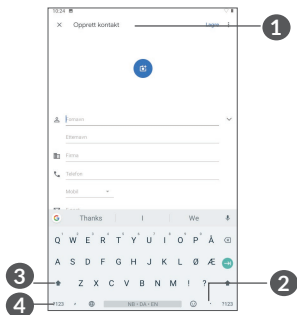 10:24
Opprett kontakt
Lagre
1
Fornavn
Etternavn
Firma
Telefon
Mobil
G Thanks I We
Q W E R T Y U I O P Å
A S D F G H J K L Ø Æ
3
Z X C V B N M ! ?
2
4
?123 , NB • DA • EN . ?123